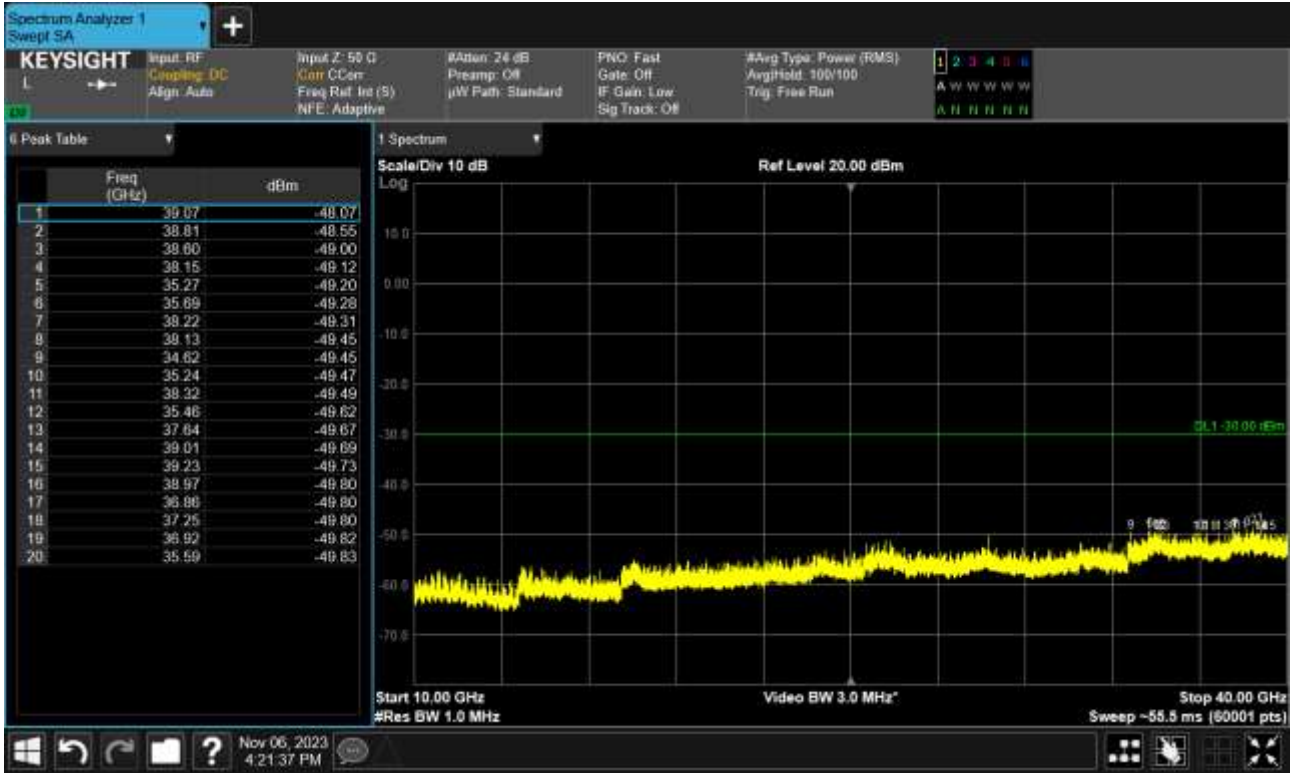 Spectrum Analyzer 1
Swept SA
+
KEYSIGHT
L
Input: RF
Coupling: DC
Align: Auto
Input Z: 50 Ω
Corr CCorr
Freq Ref: Int (S)
NFE: Adaptive
#Atten: 24 dB
Preamp: Off
µW Path: Standard
PNO: Fast
Gate: Off
IF Gain: Low
Sig Track: Off
#Avg Type: Power (RMS)
Avg|Hold: 100/100
Trig: Free Run
1 2 3 4 5 6
A W W W W W
A N N N N N
6 Peak Table
Freq (GHz) dBm
1 39.07 -48.07
2 38.81 -48.55
3 38.60 -49.00
4 38.15 -49.12
5 35.27 -49.20
6 35.69 -49.28
7 38.22 -49.31
8 38.13 -49.45
9 34.62 -49.45
10 35.24 -49.47
11 38.32 -49.49
12 35.46 -49.62
13 37.64 -49.67
14 39.01 -49.69
15 39.23 -49.73
16 38.97 -49.80
17 36.86 -49.80
18 37.25 -49.80
19 36.92 -49.82
20 35.59 -49.83
1 Spectrum
Scale/Div 10 dB
Ref Level 20.00 dBm
Log
10.0
0.00
-10.0
-20.0
-30.0
DL1 -30.00 dBm
-40.0
-50.0
9
-60.0
-70.0
Start 10.00 GHz
Video BW 3.0 MHz*
Stop 40.00 GHz
#Res BW 1.0 MHz
Sweep ~55.5 ms (60001 pts)
?
Nov 06, 2023
4:21:37 PM